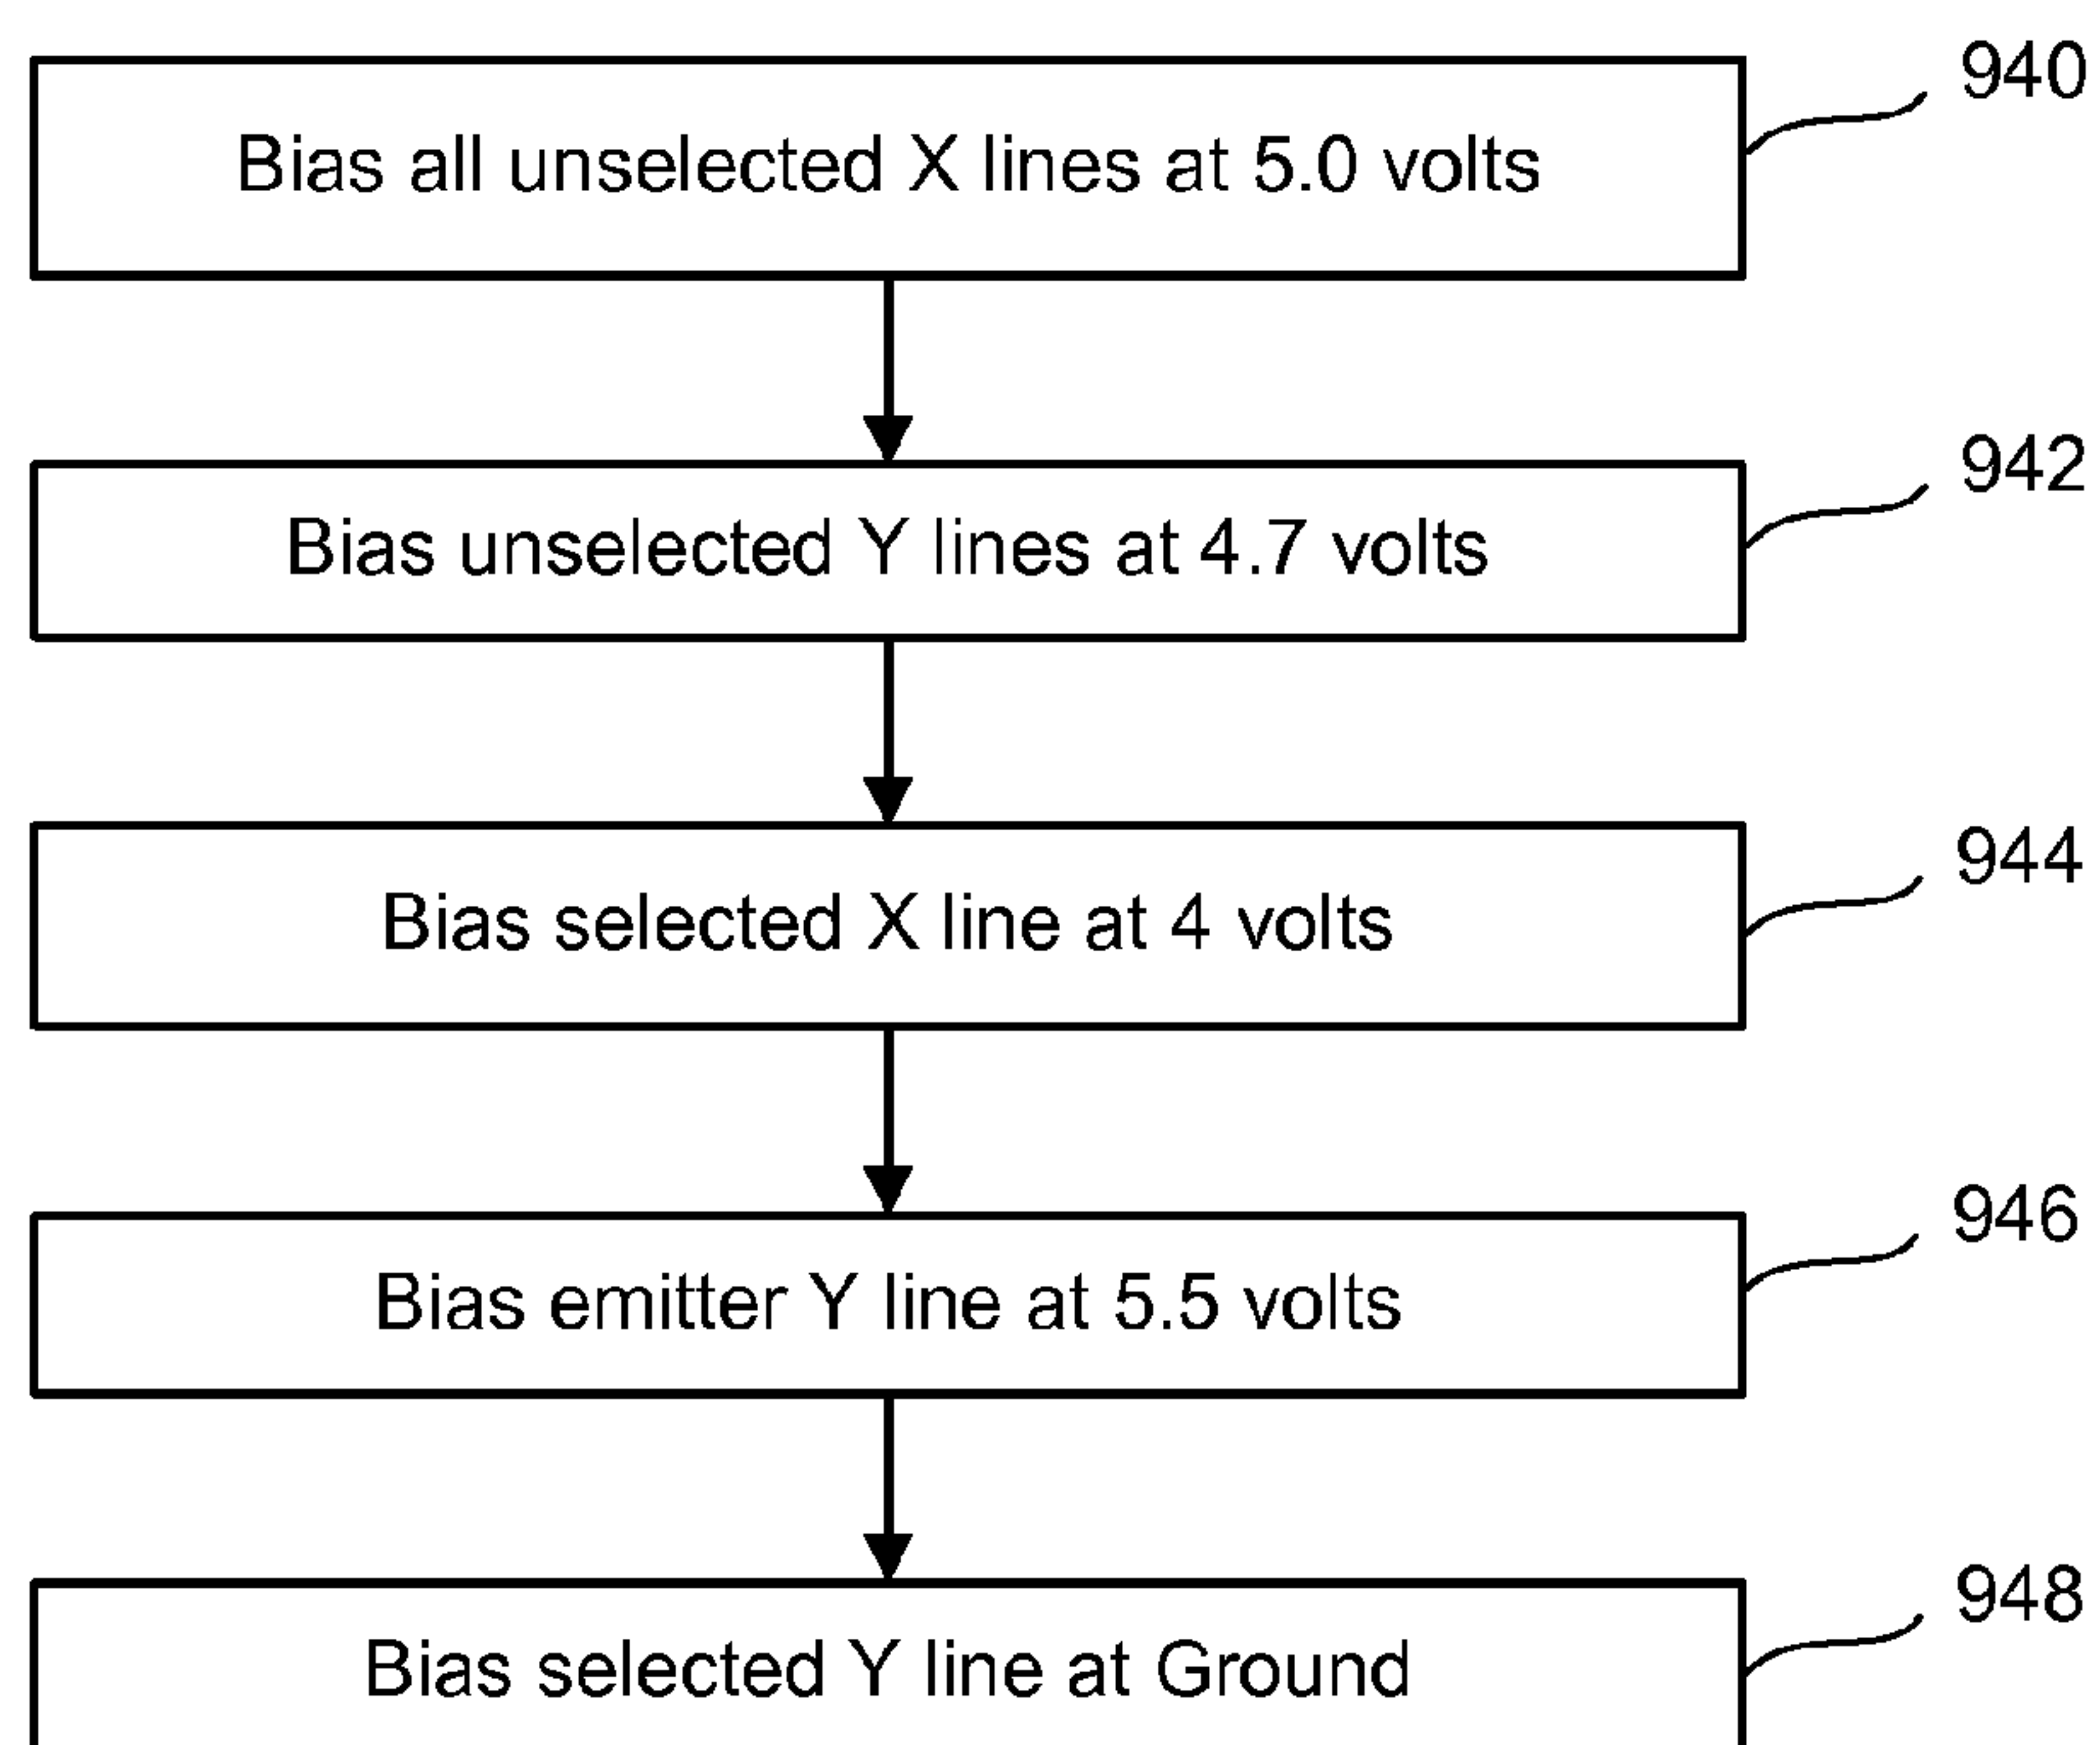 940
Bias all unselected X lines at 5.0 volts
942
Bias unselected Y lines at 4.7 volts
944
Bias selected X line at 4 volts
946
Bias emitter Y line at 5.5 volts
948
Bias selected Y line at Ground